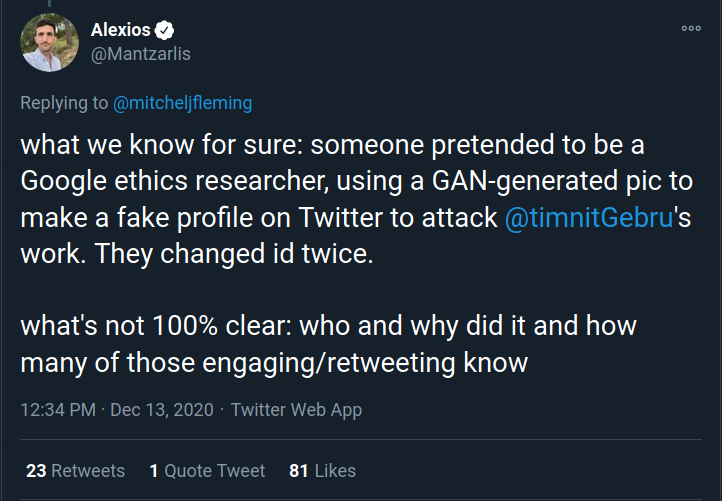 Alexios
@Mantzarlis
Replying to @mitcheljfleming
what we know for sure: someone pretended to be a
Google ethics researcher, using a GAN-generated pic to
make a fake profile on Twitter to attack @timnitGebru's
work. They changed id twice.
what's not 100% clear: who and why did it and how
many of those engaging/retweeting know
12:34 PM · Dec 13, 2020 · Twitter Web App
23 Retweets 1 Quote Tweet 81 Likes